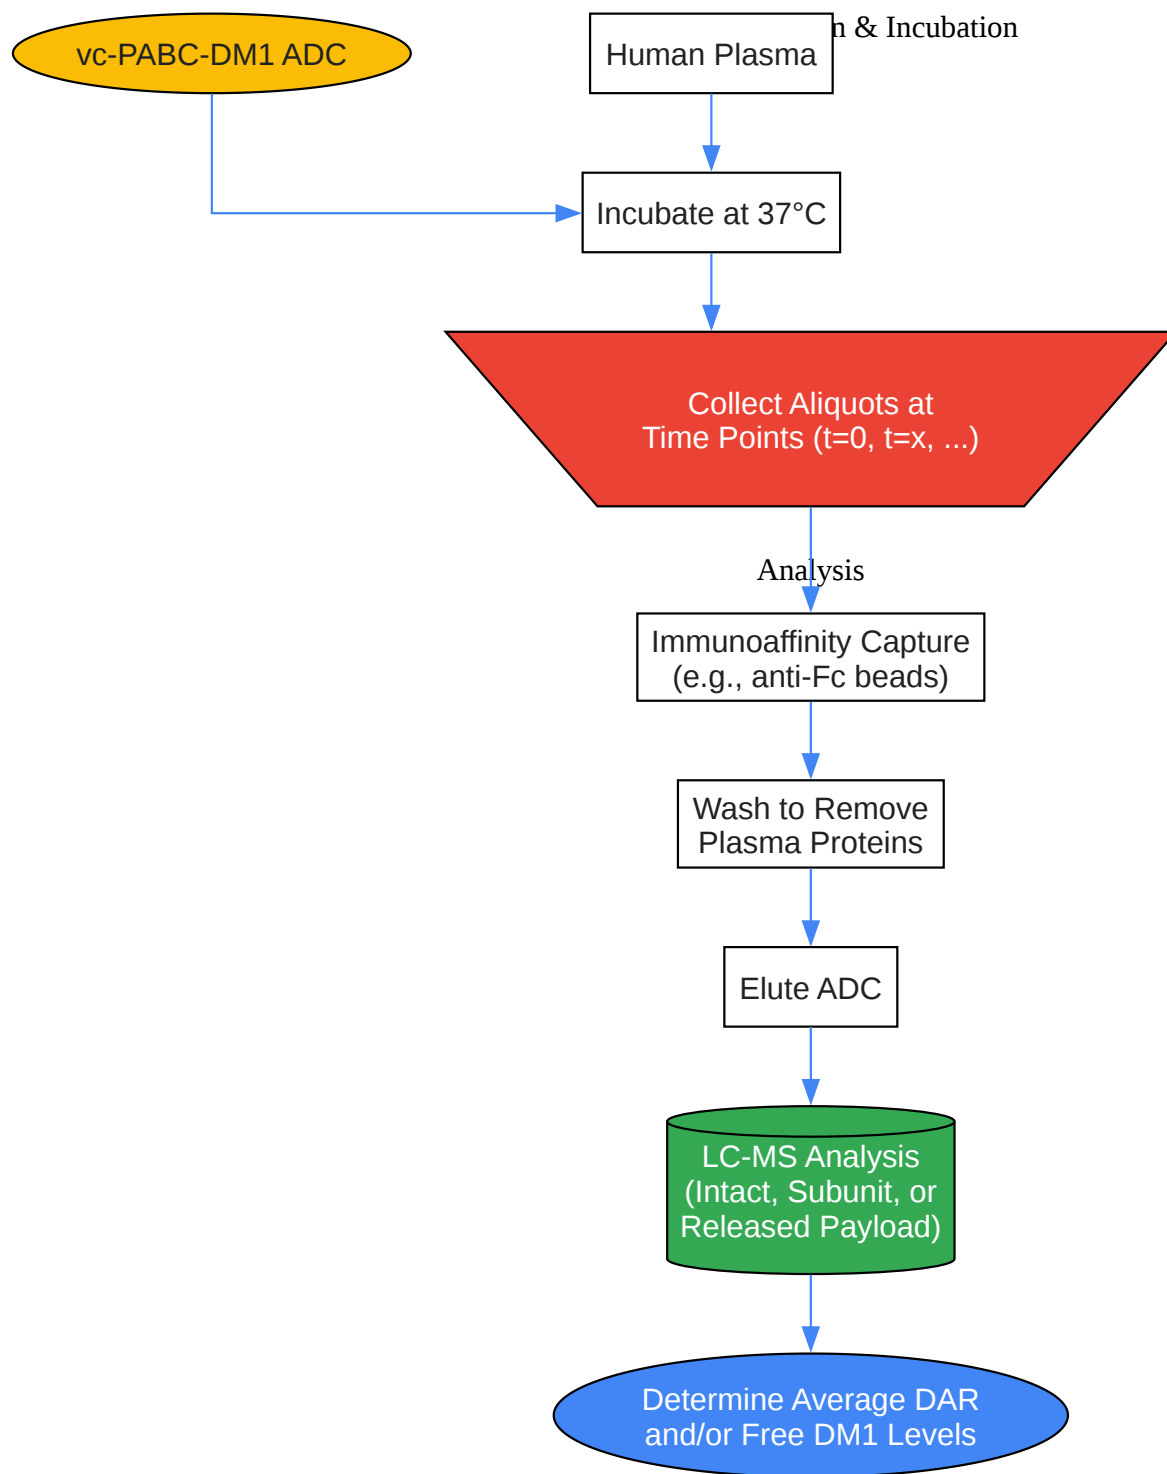 vc-PABC-DM1 ADC
Human Plasma
& Incubation
Incubate at 37°C
Collect Aliquots at
Time Points (t=0, t=x, ...)
Analysis
Immunoaffinity Capture
(e.g., anti-Fc beads)
Wash to Remove
Plasma Proteins
Elute ADC
LC-MS Analysis
(Intact, Subunit, or
Released Payload)
Determine Average DAR
and/or Free DM1 Levels